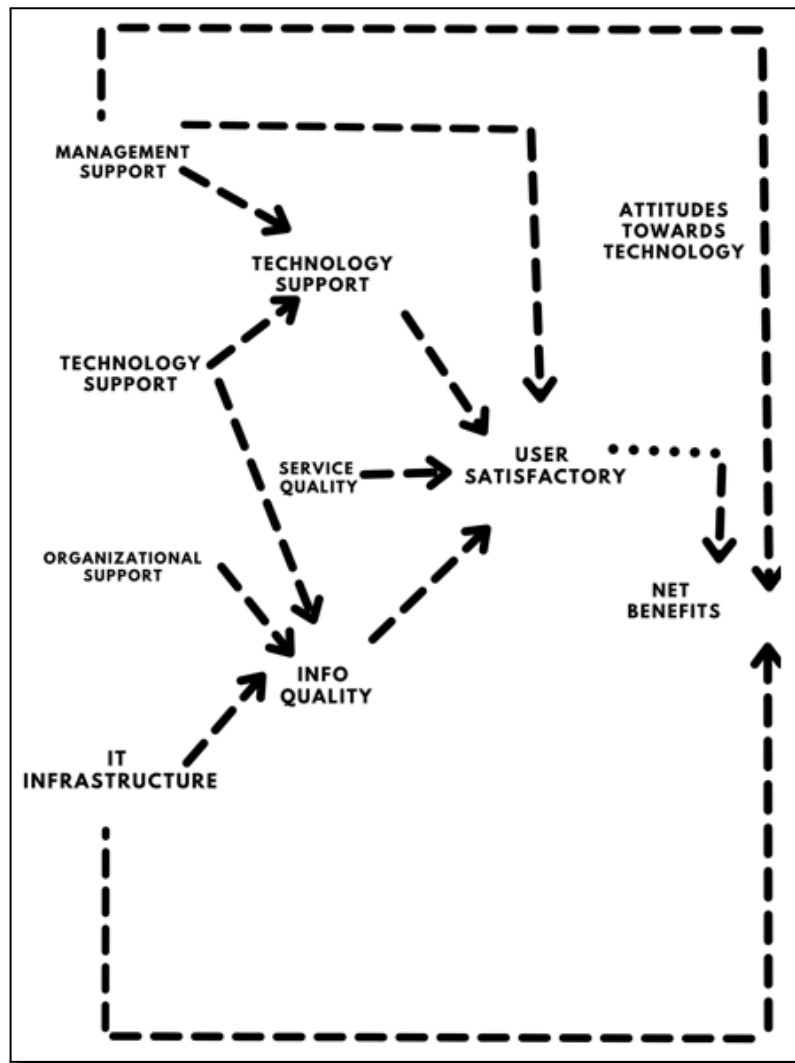 MANAGEMENT
SUPPORT
ATTITUDES
TOWARDS
TECHNOLOGY
TECHNOLOGY
SUPPORT
TECHNOLOGY
SUPPORT
SERVICE
QUALITY
USER
SATISFACTORY
ORGANIZATIONAL
SUPPORT
NET
BENEFITS
INFO
QUALITY
IT
INFRASTRUCTURE